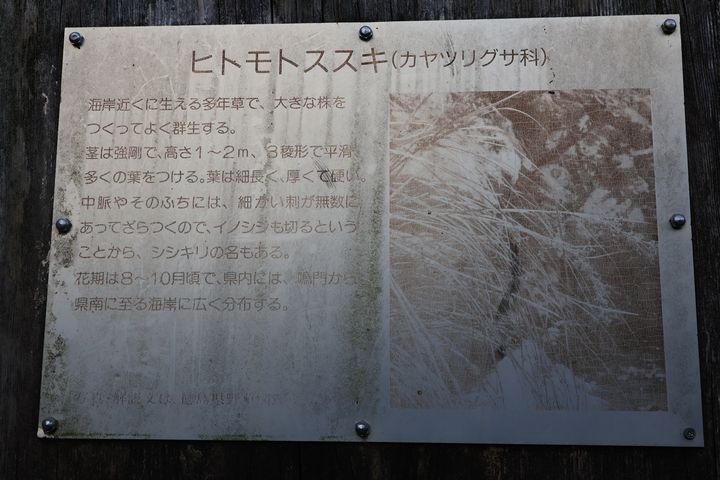 ヒトモトススキ(カヤツリグサ科)
海岸近くに生える多年草で、大きな株を
つくってよく群生する。
茎は強剛で、高さ1〜2m、3稜形で平滑、
多くの葉をつける。葉は細長く、厚くて硬い。
中脈やそのふちには、細かい刺が無数に
あってざらつくので、イノシシも切るという
ことから、シシキリの名もある。
花期は8〜10月頃で、県内には、鳴門から
県南に至る海岸に広く分布する。